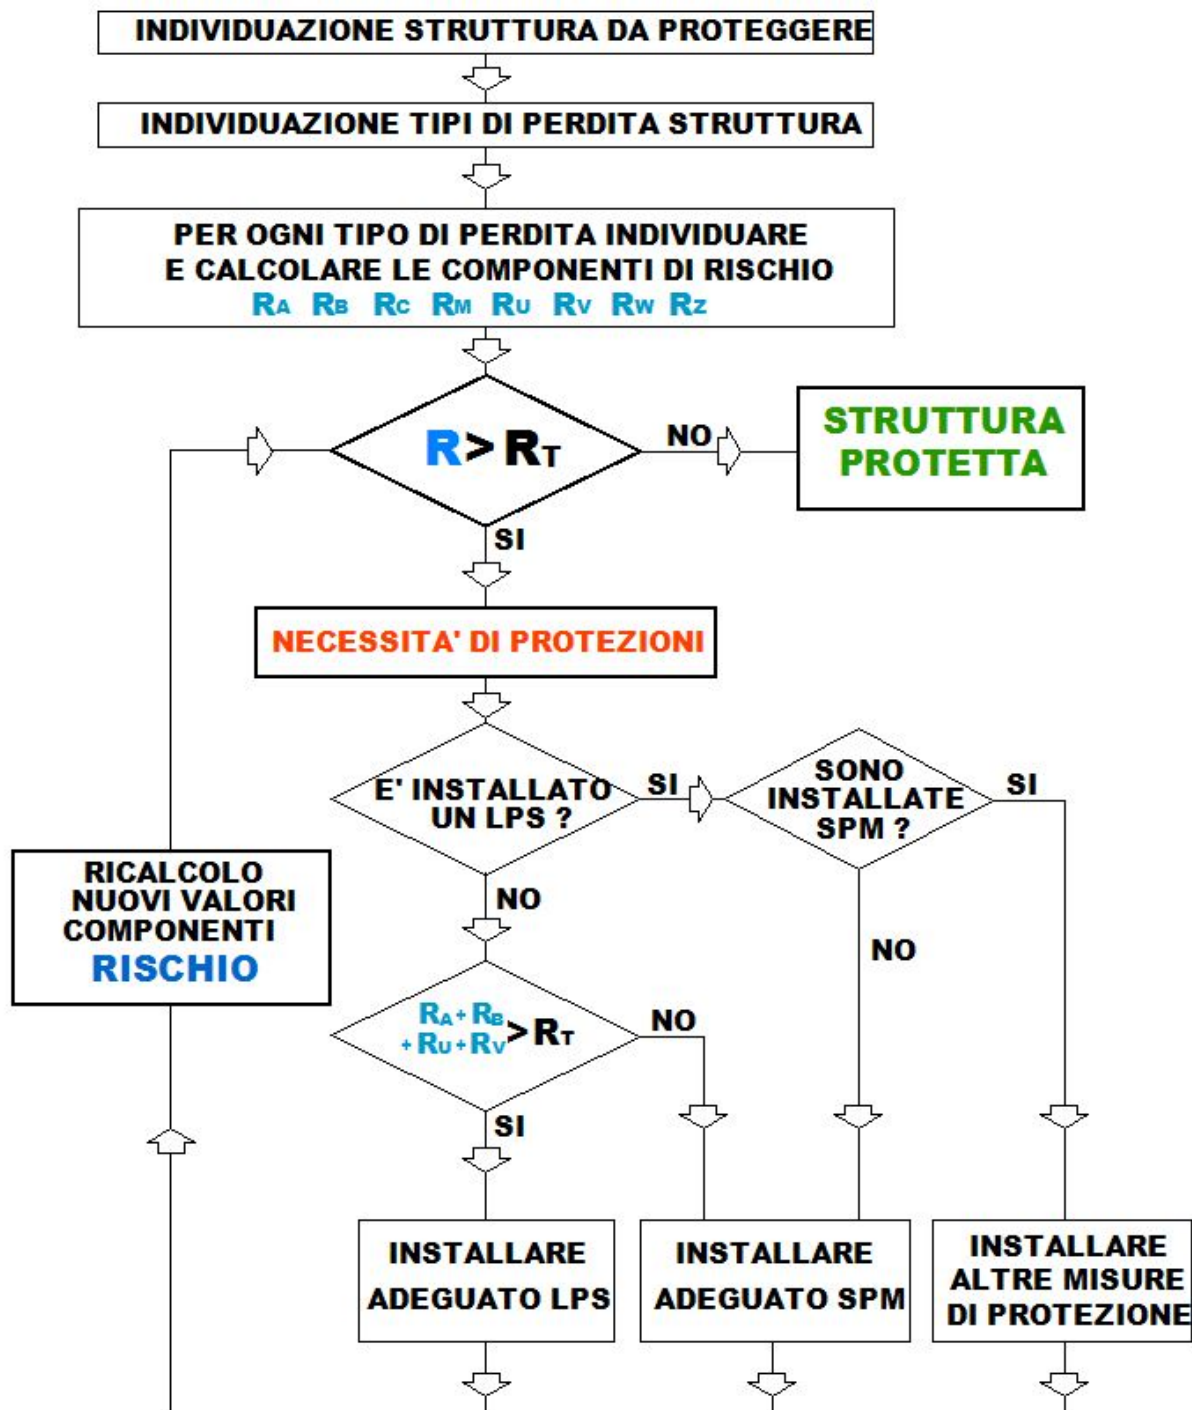 INDIVIDUAZIONE STRUTTURA DA PROTEGGERE
INDIVIDUAZIONE TIPI DI PERDITA STRUTTURA
PER OGNI TIPO DI PERDITA INDIVIDUARE
E CALCOLARE LE COMPONENTI DI RISCHIO
RA RB RC RM RU RV RW RZ
R > RT
NO
STRUTTURA
PROTETTA
SI
NECESSITA' DI PROTEZIONI
E' INSTALLATO
UN LPS ?
SI
SONO
INSTALLATE
SPM ?
SI
NO
NO
RICALCOLO
NUOVI VALORI
COMPONENTI
RISCHIO
RA + RB
+ RU + RV > RT
NO
SI
INSTALLARE
ADEGUATO LPS
INSTALLARE
ADEGUATO SPM
INSTALLARE
ALTRE MISURE
DI PROTEZIONE